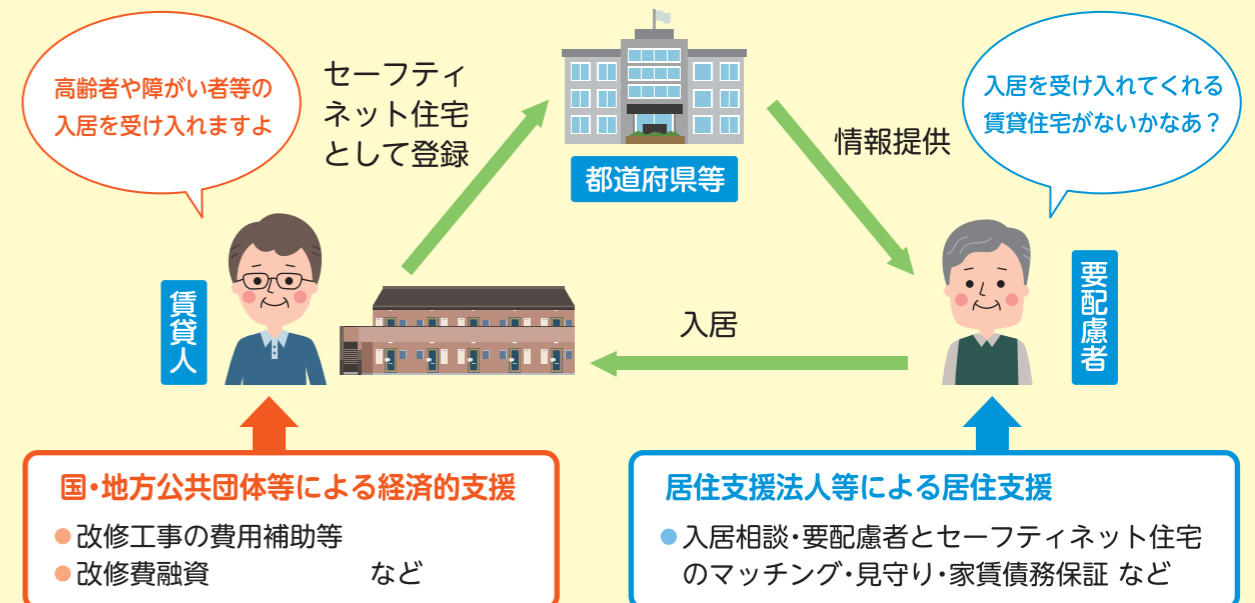 高齢者や障がい者等の
入居を受け入れますよ
セーフティ
ネット住宅
として登録
都道府県等
情報提供
入居を受け入れてくれる
賃貸住宅がないかなあ？
賃貸人
入居
要配慮者
国・地方公共団体等による経済的支援
●改修工事の費用補助等
●改修費融資　　　　　　など
居住支援法人等による居住支援
●入居相談・要配慮者とセーフティネット住宅
のマッチング・見守り・家賃債務保証 など